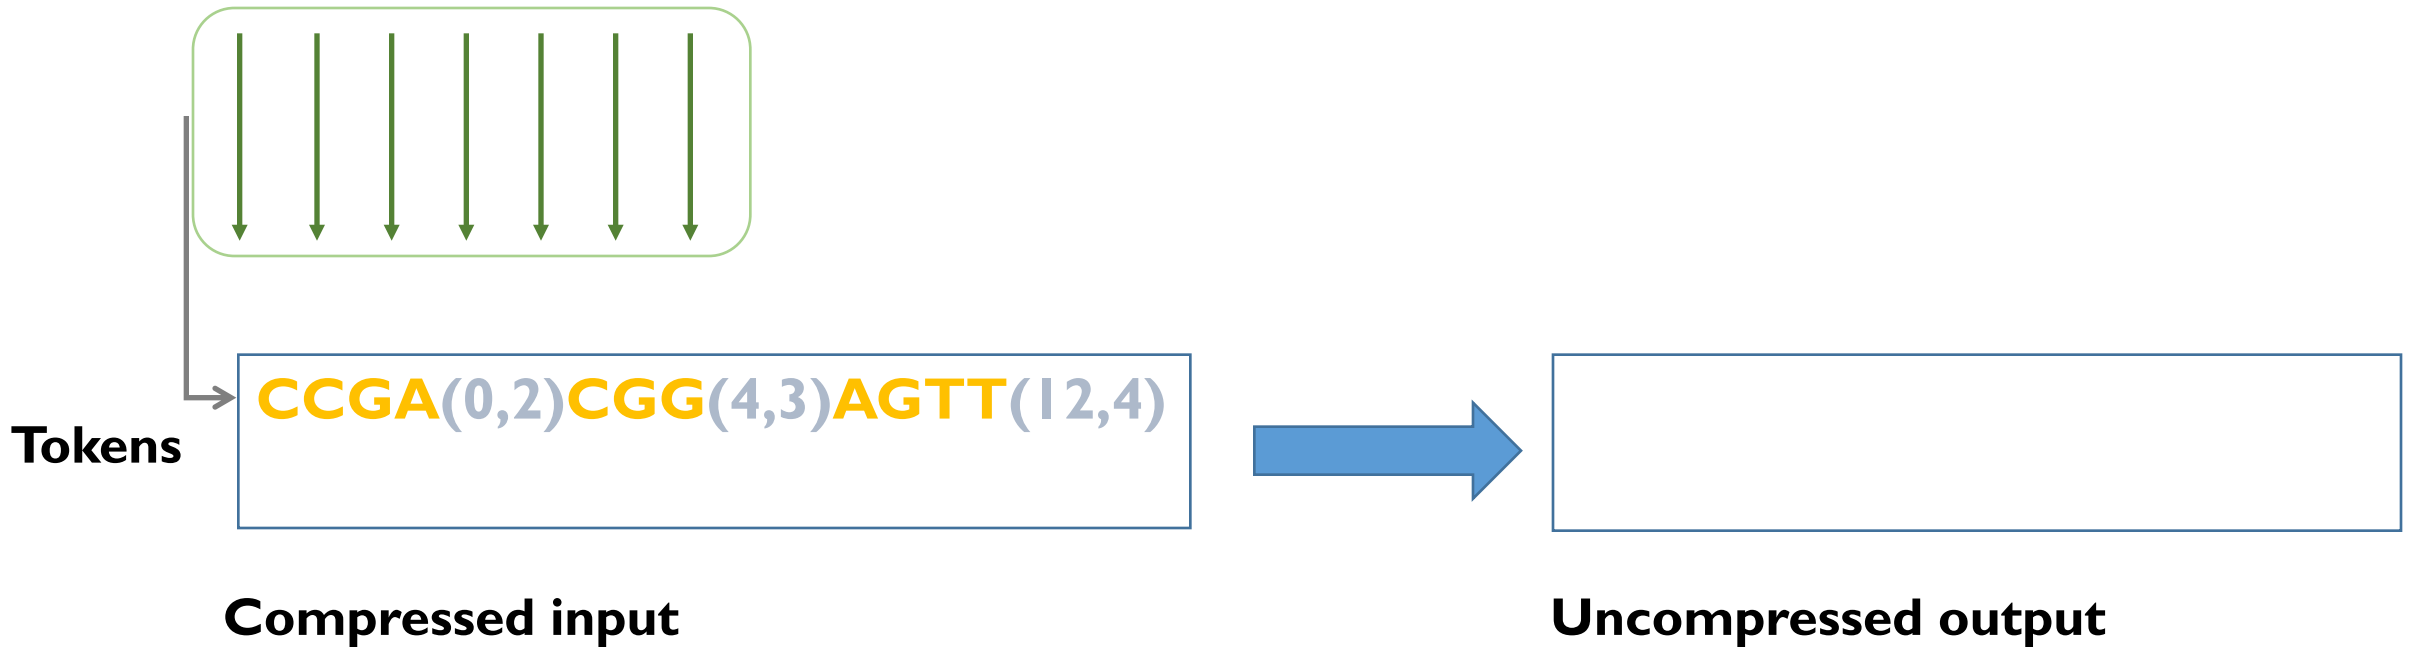 CCGA(0,2)CGG(4,3)AGTT(12,4)
Tokens
Compressed input
Uncompressed output